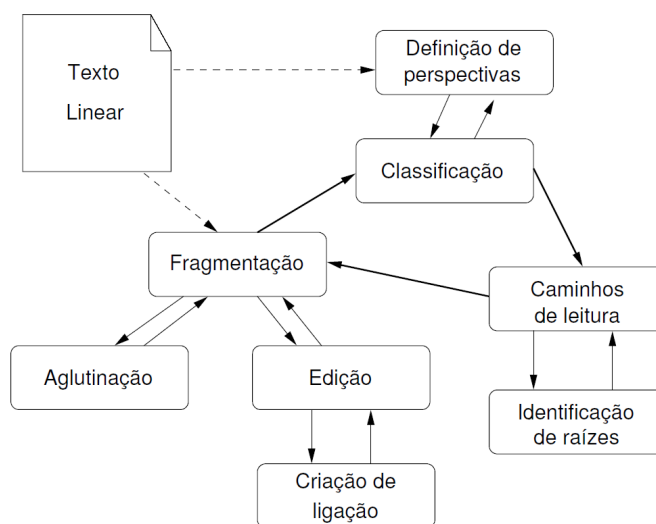 Texto
Linear
Definição de
perspectivas
Classificação
Fragmentação
Caminhos
de leitura
Aglutinação
Edição
Identificação
de raízes
Criação de
ligação